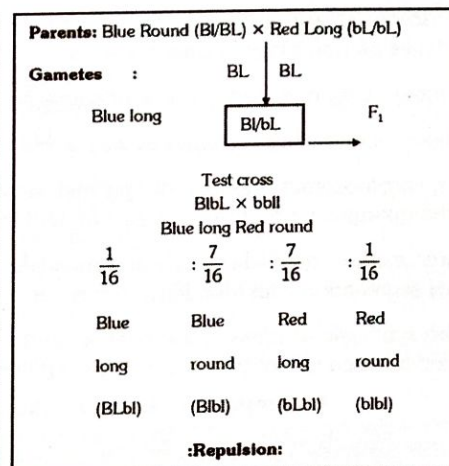 Parents: Blue Round (Bl/BL) × Red Long (bL/bL)
Gametes : BL BL
Blue long Bl/bL F₁
Test cross
BlbL × bbll
Blue long Red round
1/16 : 7/16 : 7/16 : 1/16
Blue Blue Red Red
long round long round
(BLbl) (Blbl) (bLbl) (blbl)
:Repulsion: